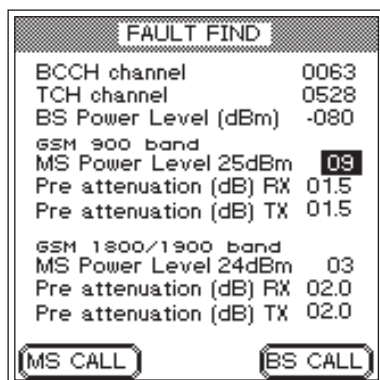 FAULT FIND
BCCH channel 0063
TCH channel 0528
BS Power Level (dBm) -080
GSM 900 band
MS Power Level 25dBm 09
Pre attenuation (dB) RX 01.5
Pre attenuation (dB) TX 01.5
GSM 1800/1900 band
MS Power Level 24dBm 03
Pre attenuation (dB) RX 02.0
Pre attenuation (dB) TX 02.0
MS CALL BS CALL